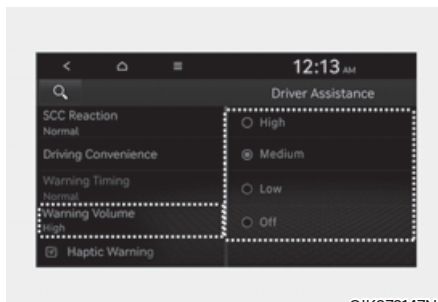 12:13 AM
Driver Assistance
SCC Reaction
Normal
Driving Convenience
Warning Timing
Normal
Warning Volume
High
Haptic Warning
High
Medium
Low
Off